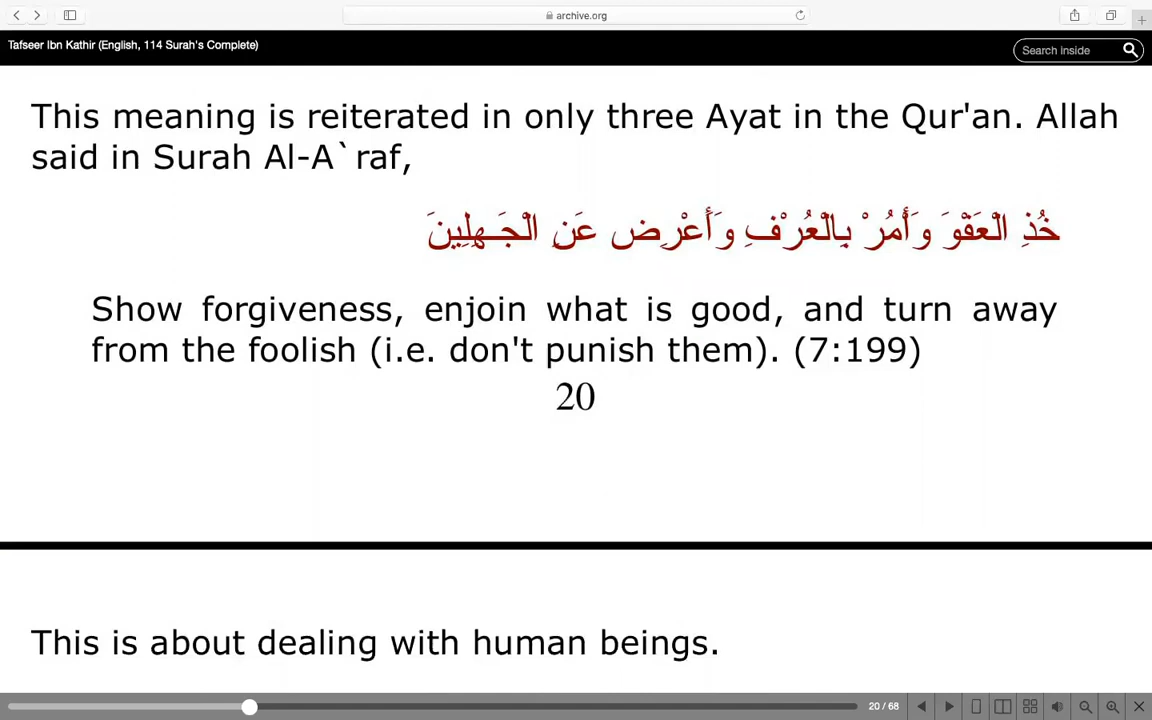 archive.org
Tafseer Ibn Kathir (English, 114 Surah's Complete)
Search inside
This meaning is reiterated in only three Ayat in the Qur'an. Allah
said in Surah Al-A`raf,
خُذِ الْعَفْوَ وَأْمُرْ بِالْعُرْفِ وَأَعْرِض عَنِ الْجَـهِلِينَ
Show forgiveness, enjoin what is good, and turn away
from the foolish (i.e. don't punish them). (7:199)
20
This is about dealing with human beings.
20 / 68